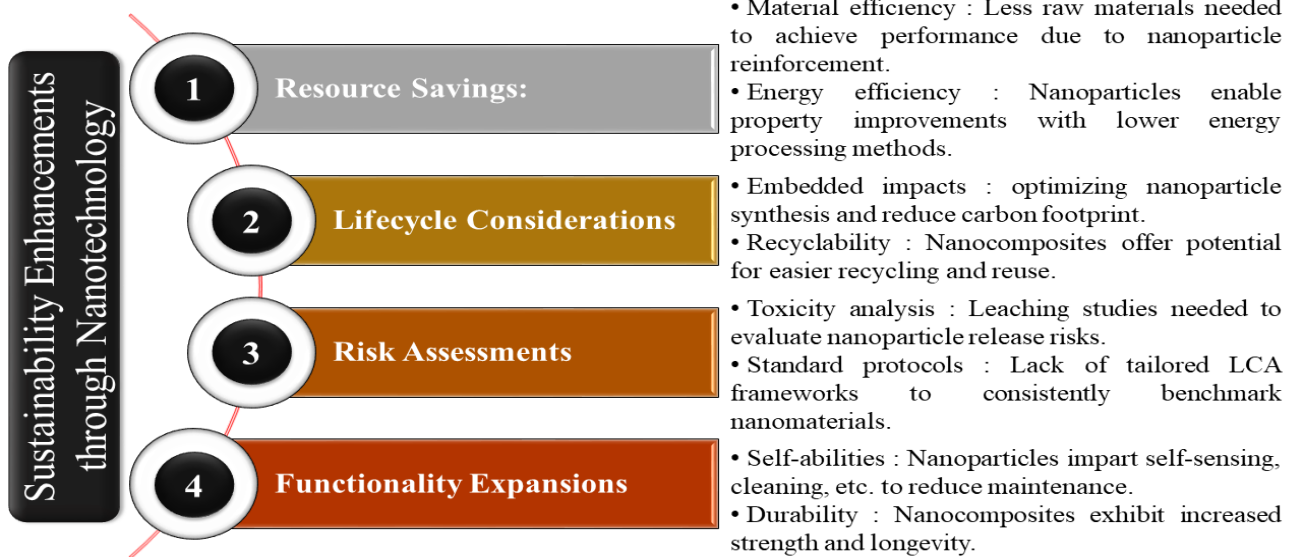 Sustainability Enhancements
through Nanotechnology
1
Resource Savings:
• Material efficiency : Less raw materials needed
to achieve performance due to nanoparticle
reinforcement.
• Energy efficiency : Nanoparticles enable
property improvements with lower energy
processing methods.
2
Lifecycle Considerations
• Embedded impacts : optimizing nanoparticle
synthesis and reduce carbon footprint.
• Recyclability : Nanocomposites offer potential
for easier recycling and reuse.
3
Risk Assessments
• Toxicity analysis : Leaching studies needed to
evaluate nanoparticle release risks.
• Standard protocols : Lack of tailored LCA
frameworks to consistently benchmark
nanomaterials.
4
Functionality Expansions
• Self-abilities : Nanoparticles impart self-sensing,
cleaning, etc. to reduce maintenance.
• Durability : Nanocomposites exhibit increased
strength and longevity.